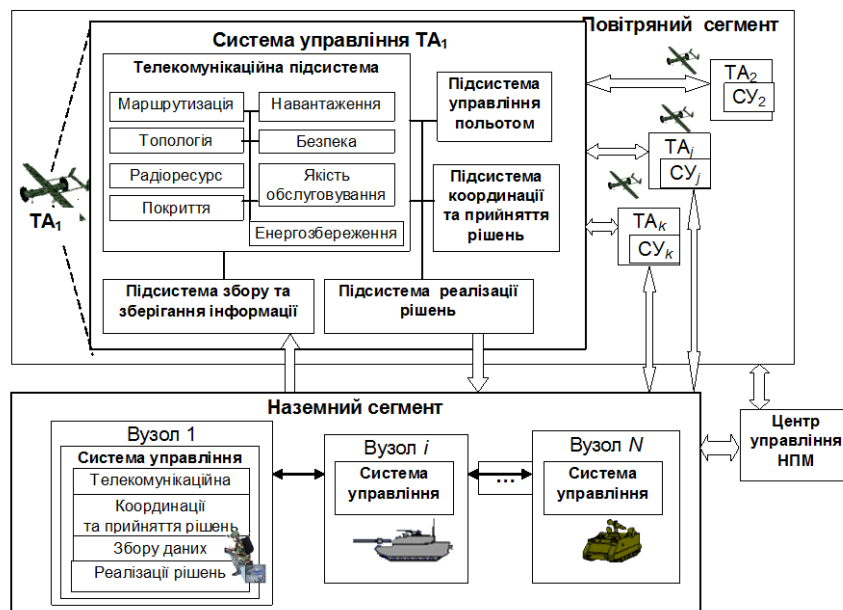 Повітряний сегмент
Система управління ТА1
Телекомунікаційна підсистема
Маршрутизація
Навантаження
Топологія
Безпека
Радіоресурс
Якість
обслуговування
Покриття
Енергозбереження
Підсистема
управління
польотом
Підсистема
координації
та прийняття
рішень
Підсистема збору та
зберігання інформації
Підсистема реалізації
рішень
ТА1
ТА2
СУ2
ТАj
СУj
ТАk
СУk
Наземний сегмент
Вузол 1
Система управління
Телекомунікаційна
Координації
та прийняття рішень
Збору даних
Реалізації рішень
Вузол i
Система
управління
...
Вузол N
Система
управління
Центр
управління
НПМ